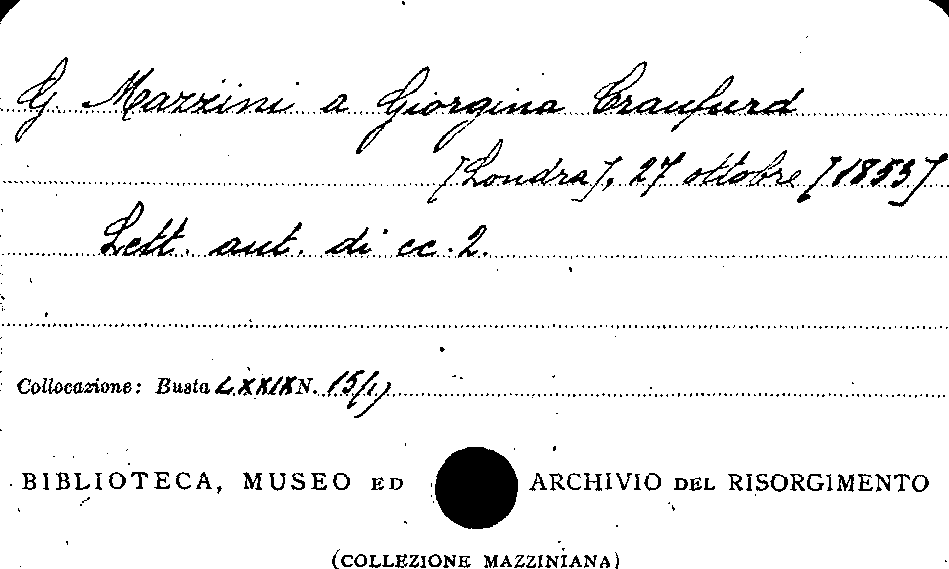 G. Mazzini a Giorgina Craufurd
[Londra], 27 ottobre [1853]
Lett. aut. di cc. 2.
Collocazione: Busta LXXIX N. 15(1)
BIBLIOTECA, MUSEO ED ARCHIVIO DEL RISORGIMENTO
(COLLEZIONE MAZZINIANA)